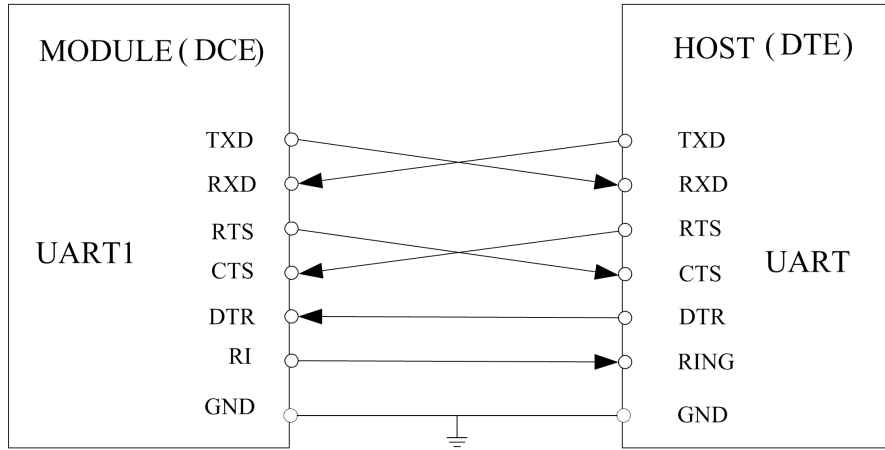 MODULE ( DCE)
HOST ( DTE)
TXD
TXD
RXD
RXD
RTS
RTS
UART1
UART
CTS
CTS
DTR
DTR
RI
RING
GND
GND